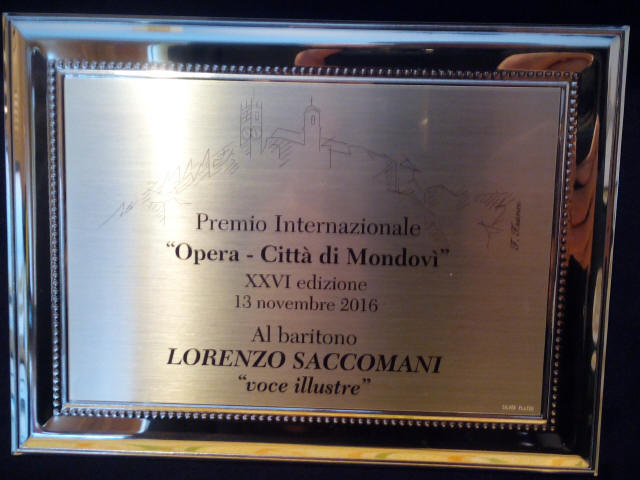 Premio Internazionale
"Opera - Città di Mondovì"
XXVI edizione
13 novembre 2016
Al baritono
LORENZO SACCOMANI
"voce illustre"